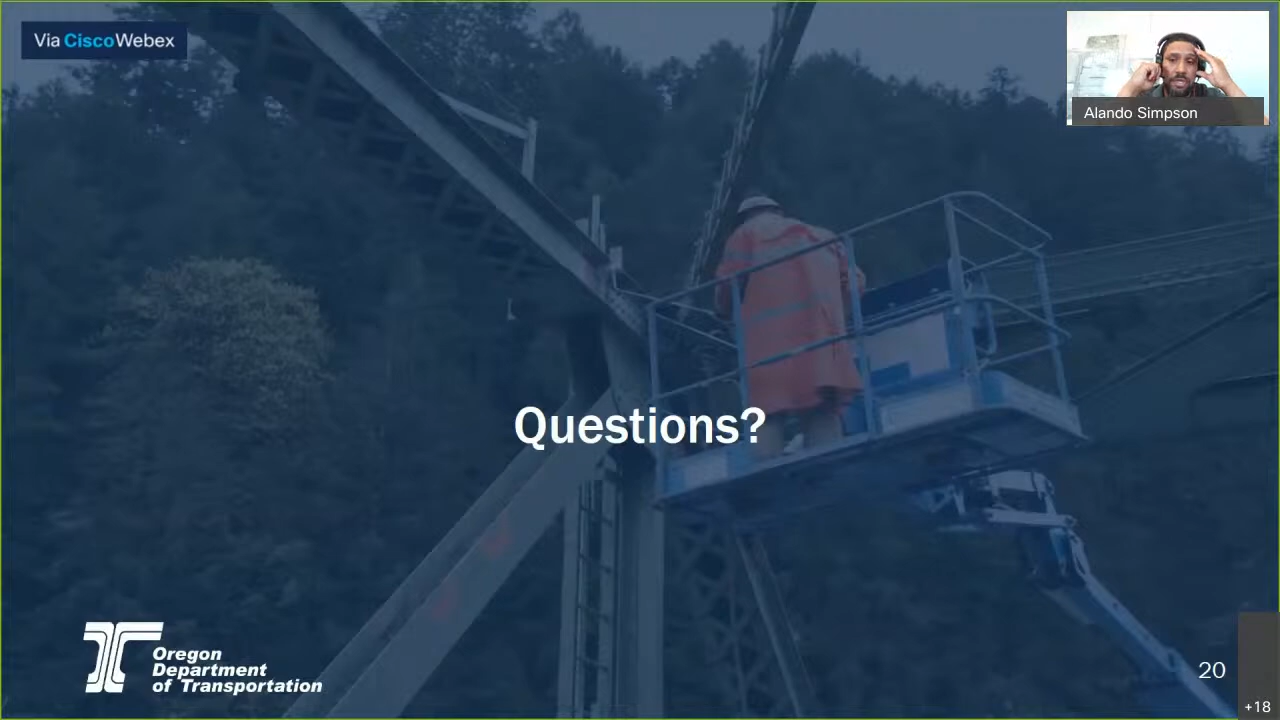 Via CiscoWebex
Alando Simpson
Questions?
Oregon
Department
of Transportation
20
+18